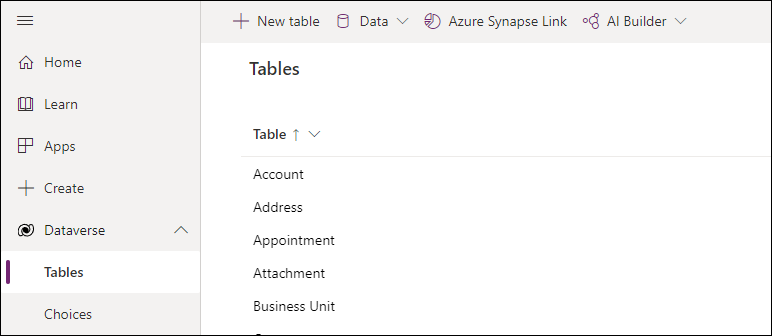 + New table Data Azure Synapse Link AI Builder
Home
Learn
Apps
Create
Dataverse
Tables
Choices
Tables
Table ↑
Account
Address
Appointment
Attachment
Business Unit